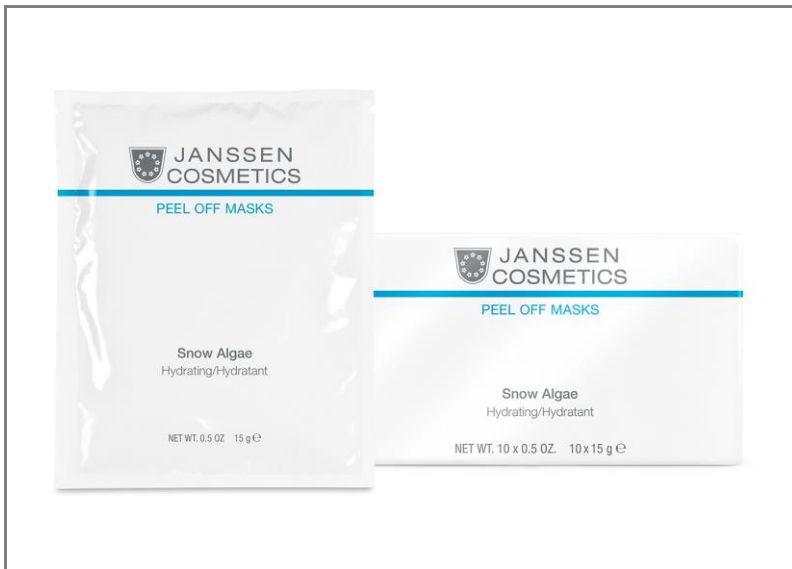 JANSSEN
COSMETICS
PEEL OFF MASKS
Snow Algae
Hydrating/Hydratant
NET WT. 0.5 OZ 15 g ℮
JANSSEN
COSMETICS
PEEL OFF MASKS
Snow Algae
Hydrating/Hydratant
NET WT. 10 x 0.5 OZ. 10 x 15 g ℮